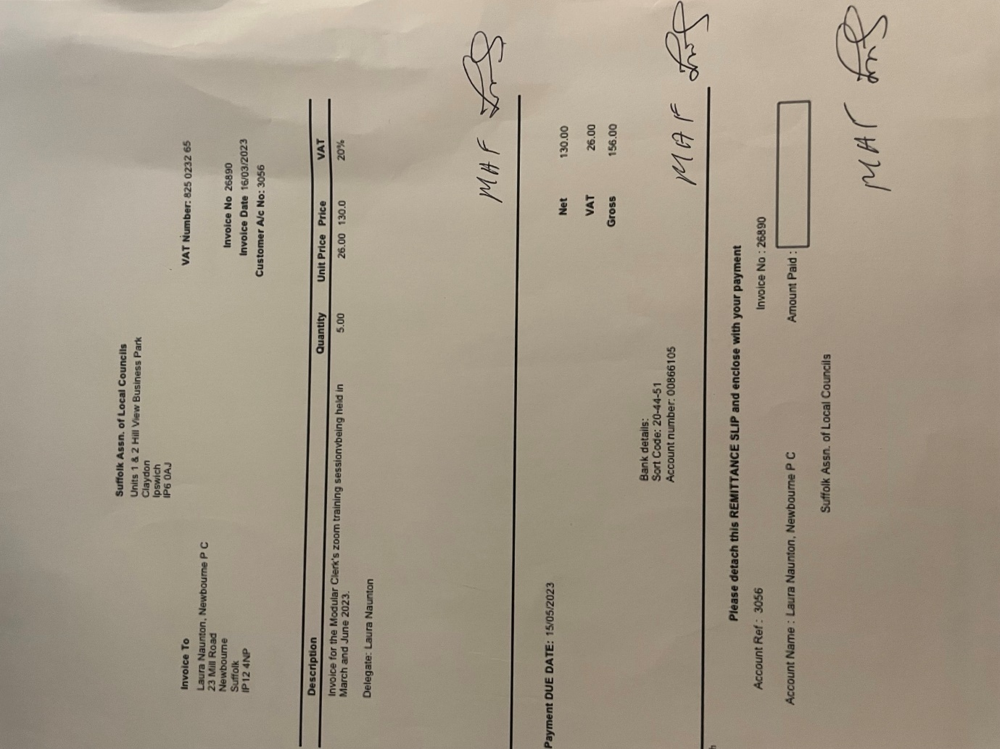 Suffolk Assn. of Local Councils
Units 1 & 2 Hill View Business Park
Claydon
Ipswich
IP6 0AJ
Invoice To
Laura Naunton, Newbourne P C
23 Mill Road
Newbourne
Suffolk
IP12 4NP
VAT Number: 825 0232 65
Invoice No 26890
Invoice Date 16/03/2023
Customer A/c No: 3056
Description Quantity Unit Price Price VAT
Invoice for the Modular Clerk's zoom training sessionvbeing held in 5.00 26.00 130.0 20%
March and June 2023.
Delegate: Laura Naunton
MAF
Payment DUE DATE: 15/05/2023
Net 130.00
VAT 26.00
Gross 156.00
Bank details:
Sort Code: 20-44-51
Account number: 00866105
MAF
Please detach this REMITTANCE SLIP and enclose with your payment
Account Ref : 3056 Invoice No : 26890
Account Name : Laura Naunton, Newbourne P C Amount Paid :
Suffolk Assn. of Local Councils
MAF